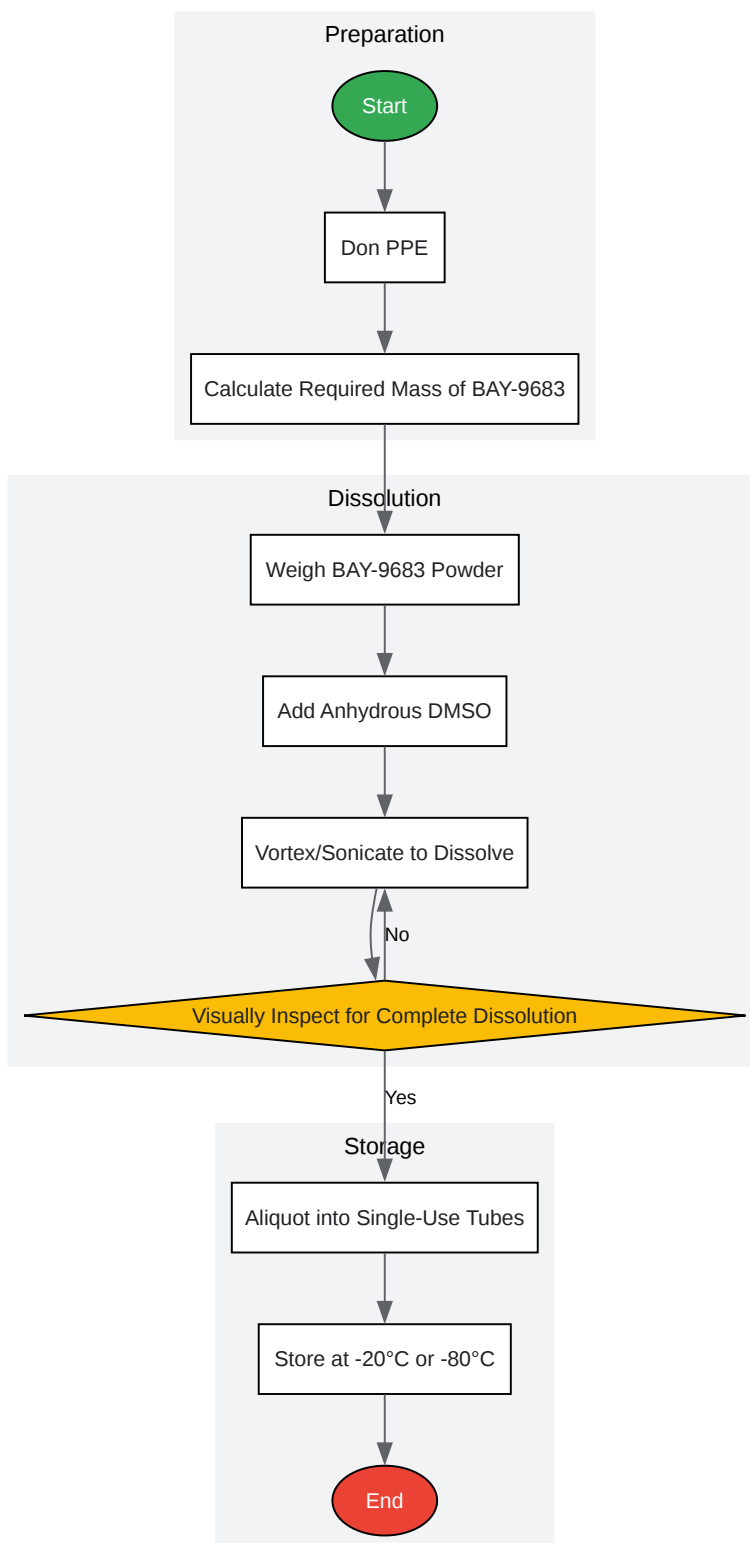 Preparation
Start
Don PPE
Calculate Required Mass of BAY-9683
Dissolution
Weigh BAY-9683 Powder
Add Anhydrous DMSO
Vortex/Sonicate to Dissolve
No
Visually Inspect for Complete Dissolution
Yes
Storage
Aliquot into Single-Use Tubes
Store at -20°C or -80°C
End